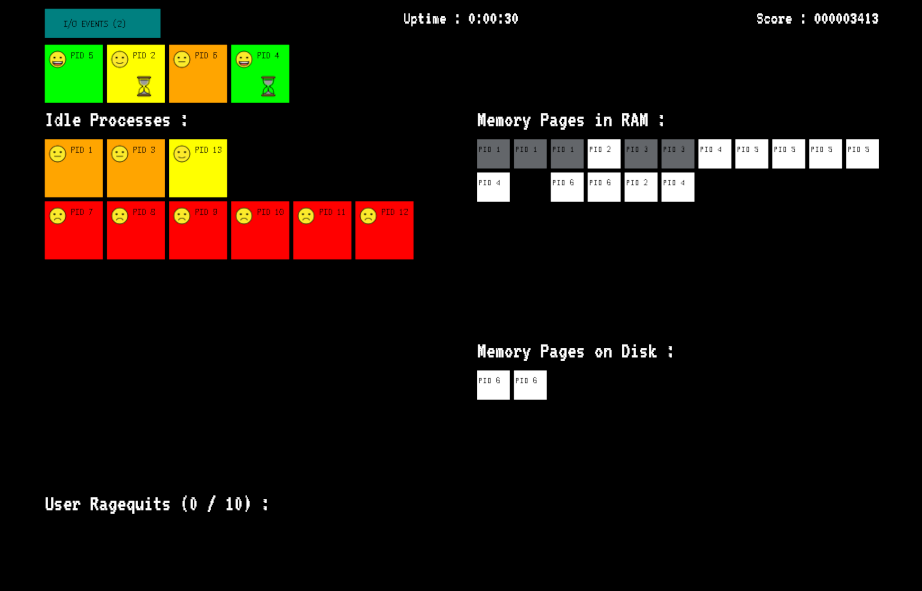 I/O EVENTS (2)
Uptime : 0:00:30
Score : 000003413
PID 5 PID 2 PID 6 PID 4
Idle Processes :
Memory Pages in RAM :
PID 1 PID 3 PID 13
PID 1 PID 1 PID 1 PID 2 PID 3 PID 3 PID 4 PID 5 PID 5 PID 5 PID 5
PID 4 PID 6 PID 6 PID 2 PID 4
PID 7 PID 8 PID 9 PID 10 PID 11 PID 12
Memory Pages on Disk :
PID 6 PID 6
User Ragequits (0 / 10) :